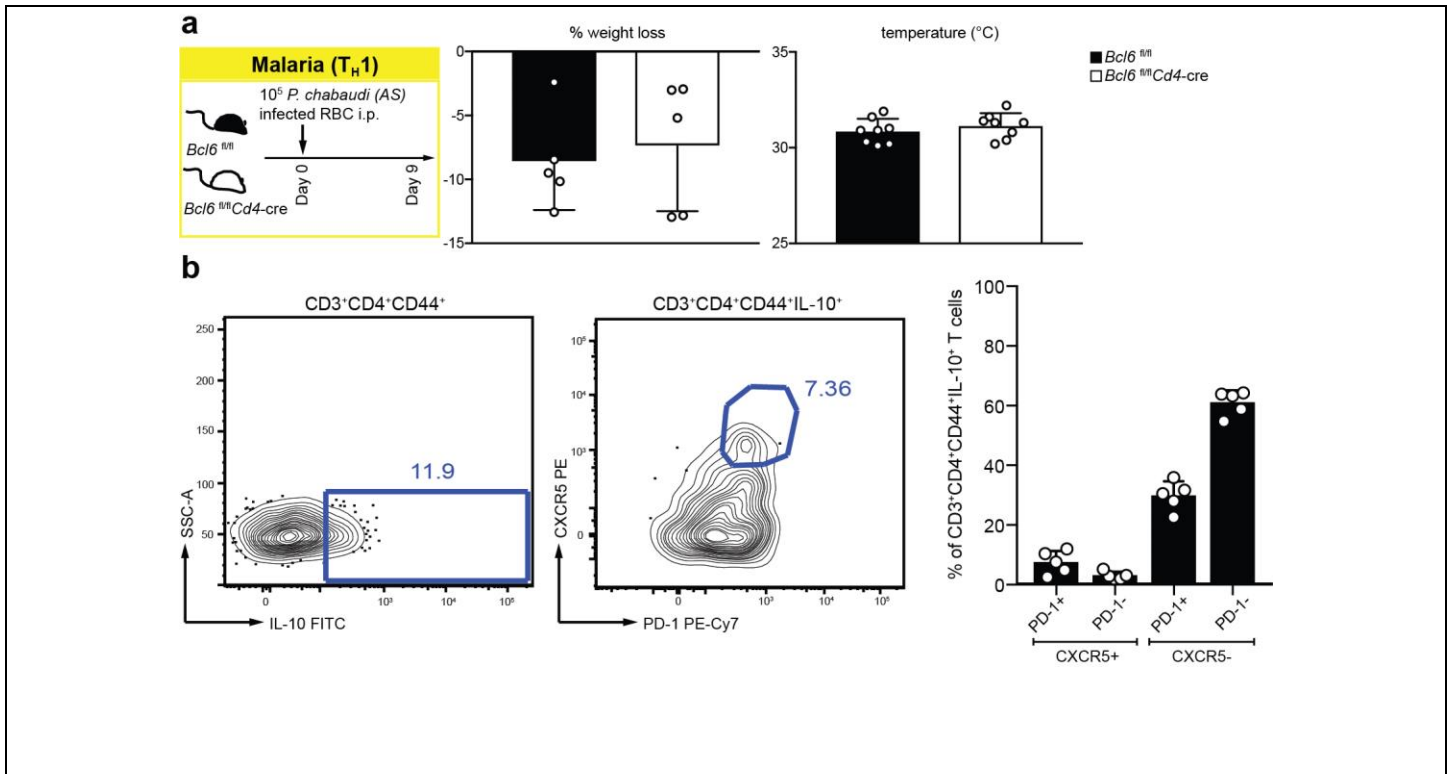 a
Malaria (TH1)
10⁵ P. chabaudi (AS)
infected RBC i.p.
Bcl6 fl/fl
Bcl6 fl/flCd4-cre
Day 0
Day 9
% weight loss
0
-5
-10
-15
temperature (°C)
35
30
25
Bcl6 fl/fl
Bcl6 fl/flCd4-cre
b
CD3⁺CD4⁺CD44⁺
250
200
150
100
50
SSC-A
11.9
0
10³
10⁴
10⁵
IL-10 FITC
CD3⁺CD4⁺CD44⁺IL-10⁺
10⁵
10⁴
10³
0
CXCR5 PE
7.36
0
10³
10⁴
10⁵
PD-1 PE-Cy7
% of CD3⁺CD4⁺CD44⁺IL-10⁺ T cells
100
80
60
40
20
0
PD-1+
PD-1-
PD-1+
PD-1-
CXCR5+
CXCR5-